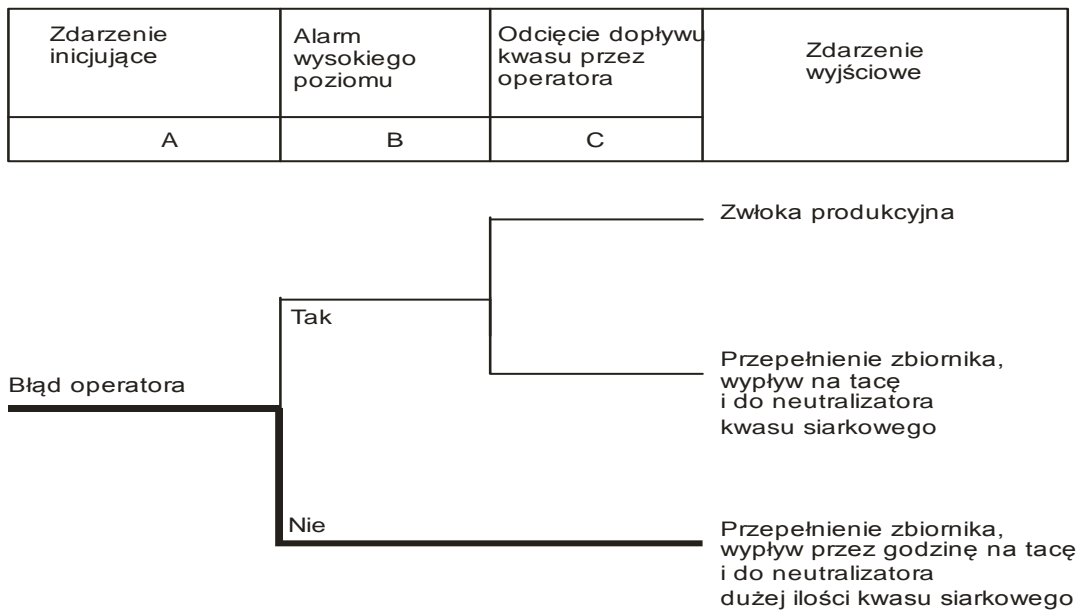 Zdarzenie
inicjujące
Alarm
wysokiego
poziomu
Odcięcie dopływu
kwasu przez
operatora
Zdarzenie
wyjściowe
A
B
C
Zwłoka produkcyjna
Tak
Przepełnienie zbiornika,
wypływ na tacę
i do neutralizatora
kwasu siarkowego
Błąd operatora
Nie
Przepełnienie zbiornika,
wypływ przez godzinę na tacę
i do neutralizatora
dużej ilości kwasu siarkowego